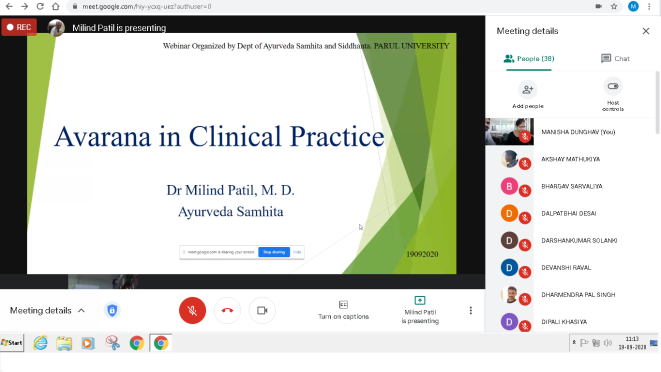 meet.google.com/hiy-ycxq-uez?authuser=0
M
REC
Milind Patil is presenting
Webinar Organized by Dept of Ayurveda Samhita and Siddhanta. PARUL UNIVERSITY
Avarana in Clinical Practice
Dr Milind Patil, M. D.
Ayurveda Samhita
meet.google.com is sharing your screen. Stop sharing Hide
19092020
Meeting details
People (38)
Chat
Add people
Host
controls
MANISHA DUNGHAV (You)
AKSHAY MATHUKIYA
B BHARGAV SARVALIYA
D DALPATBHAI DESAI
D DARSHANKUMAR SOLANKI
D DEVANSHI RAVAL
DHARMENDRA PAL SINGH
D DIPALI KHASIYA
Meeting details
Turn on captions
Milind Patil
is presenting
Start
11:13
19-09-2020